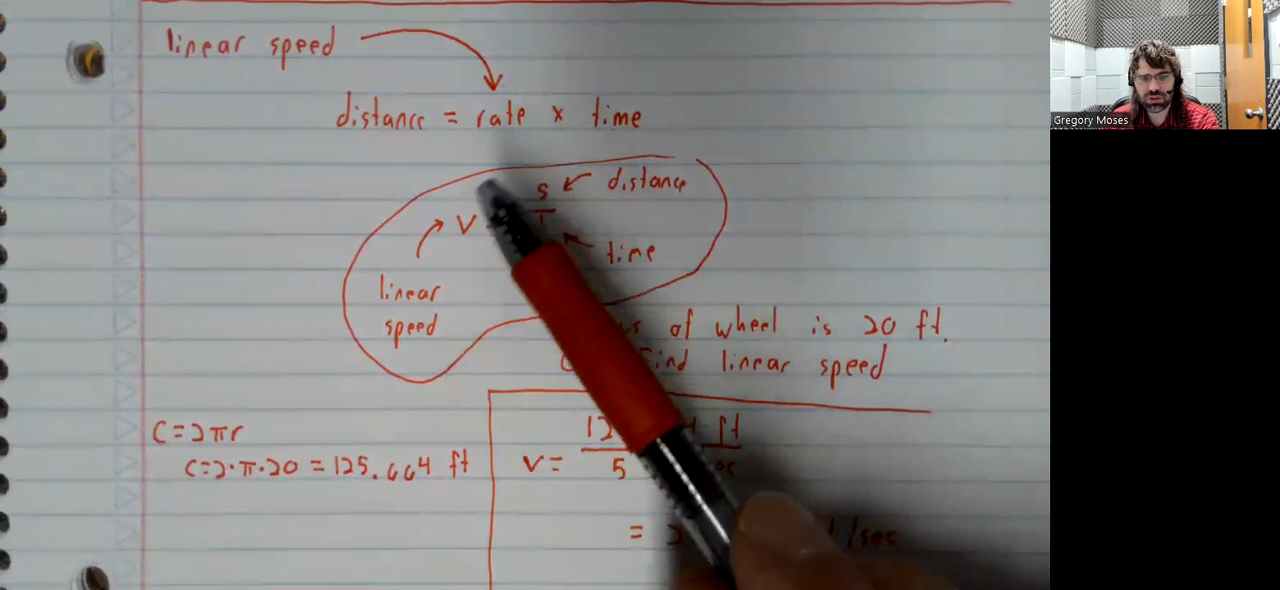 linear speed
distance = rate × time
V s ← distance
time
linear
speed
of wheel is 20 ft.
Find linear speed
C = 2πr
C = 2·π·20 = 125.664 ft
V = ft
5
= /sec
Gregory Moses